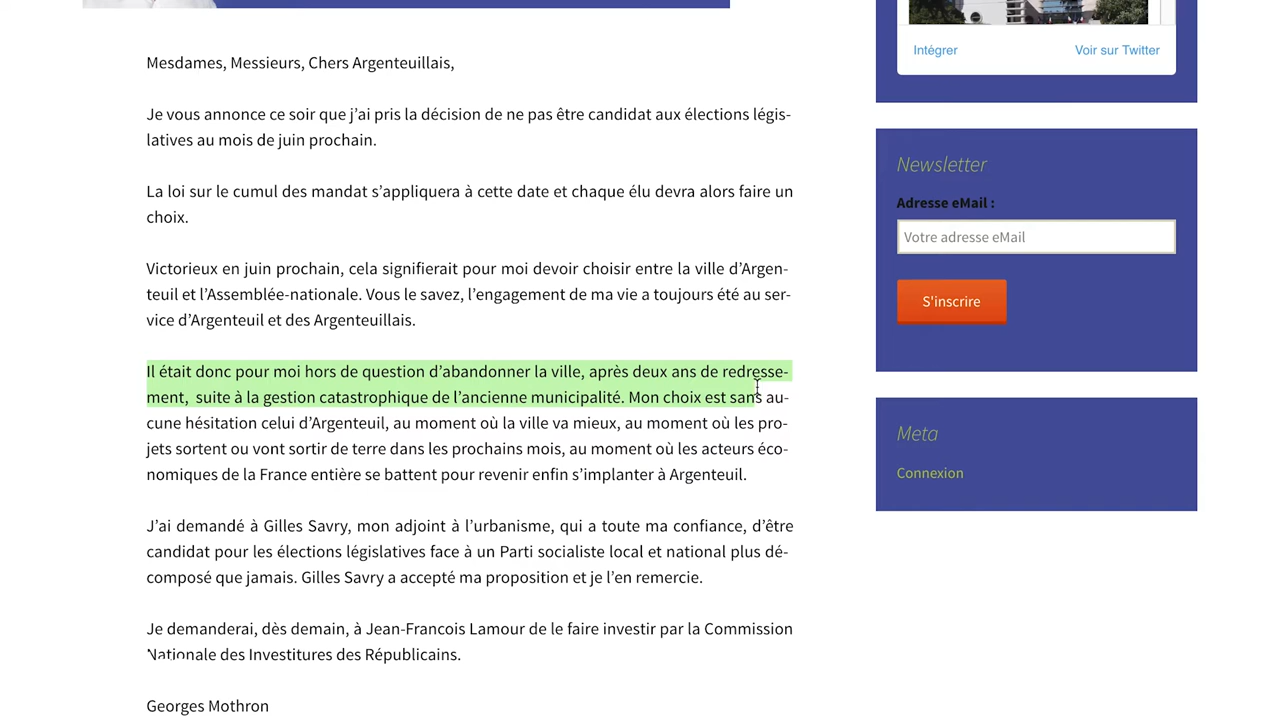 Mesdames, Messieurs, Chers Argenteuillais,
Je vous annonce ce soir que j’ai pris la décision de ne pas être candidat aux élections légis-
latives au mois de juin prochain.
La loi sur le cumul des mandat s’appliquera à cette date et chaque élu devra alors faire un
choix.
Victorieux en juin prochain, cela signifierait pour moi devoir choisir entre la ville d’Argen-
teuil et l’Assemblée-nationale. Vous le savez, l’engagement de ma vie a toujours été au ser-
vice d’Argenteuil et des Argenteuillais.
Il était donc pour moi hors de question d’abandonner la ville, après deux ans de redresse-
ment, suite à la gestion catastrophique de l’ancienne municipalité. Mon choix est sans au-
cune hésitation celui d’Argenteuil, au moment où la ville va mieux, au moment où les pro-
jets sortent ou vont sortir de terre dans les prochains mois, au moment où les acteurs éco-
nomiques de la France entière se battent pour revenir enfin s’implanter à Argenteuil.
J’ai demandé à Gilles Savry, mon adjoint à l’urbanisme, qui a toute ma confiance, d’être
candidat pour les élections législatives face à un Parti socialiste local et national plus dé-
composé que jamais. Gilles Savry a accepté ma proposition et je l’en remercie.
Je demanderai, dès demain, à Jean-Francois Lamour de le faire investir par la Commission
Nationale des Investitures des Républicains.
Georges Mothron
Intégrer
Voir sur Twitter
Newsletter
Adresse eMail :
Votre adresse eMail
S'inscrire
Meta
Connexion